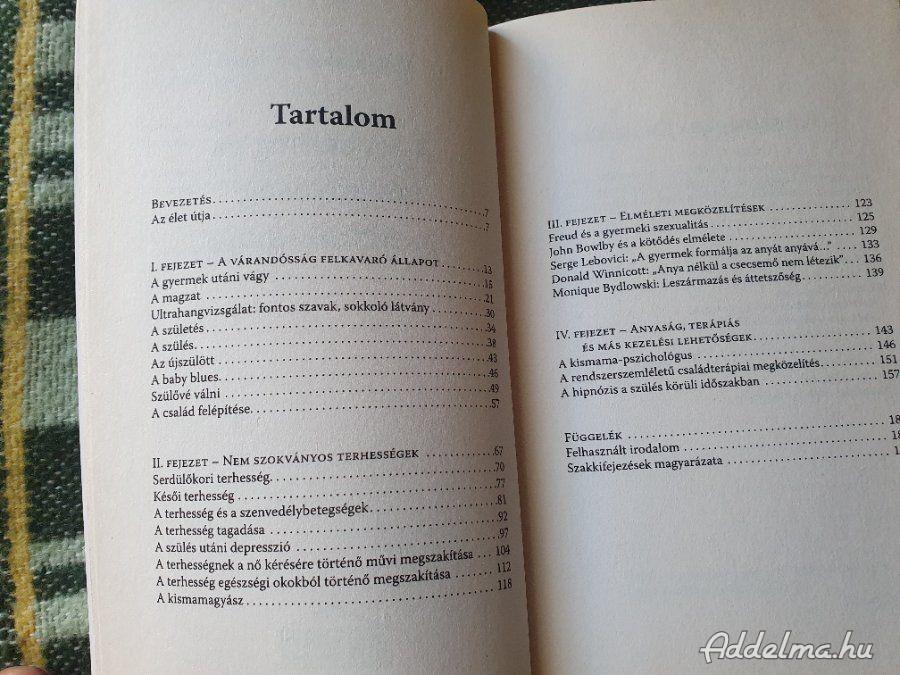 Tartalom
BEVEZETÉS. 7
Az élet útja 7
I. FEJEZET – A VÁRANDÓSSÁG FELKAVARÓ ÁLLAPOT 13
A gyermek utáni vágy 16
A magzat 21
Ultrahangvizsgálat: fontos szavak, sokkoló látvány 30
A születés 34
A szülés. 38
Az újszülött 43
A baby blues. 46
Szülővé válni 49
A család felépítése. 57
II. FEJEZET – NEM SZOKVÁNYOS TERHESSÉGEK 67
Serdülőkori terhesség. 70
Késői terhesség 77
A terhesség és a szenvedélybetegségek. 81
A terhesség tagadása 92
A szülés utáni depresszió 97
A terhességnek a nő kérésére történő művi megszakítása 104
A terhesség egészségi okokból történő megszakítása 112
A kismamagyász 118
III. FEJEZET – ELMÉLETI MEGKÖZELÍTÉSEK 123
Freud és a gyermeki szexualitás 125
John Bowlby és a kötődés elmélete 129
Serge Lebovici: „A gyermek formálja az anyát anyává..." 133
Donald Winnicott: „Anya nélkül a csecsemő nem létezik" 136
Monique Bydlowski: Leszármazás és áttetszőség 139
IV. FEJEZET – ANYASÁG, TERÁPIÁS
ÉS MÁS KEZELÉSI LEHETŐSÉGEK. 143
A kismama-pszichológus 146
A rendszerszemléletű családterápiai megközelítés 151
A hipnózis a szülés körüli időszakban 157
FÜGGELÉK
Felhasznált irodalom
Szakkifejezések magyarázata
Addelma.hu